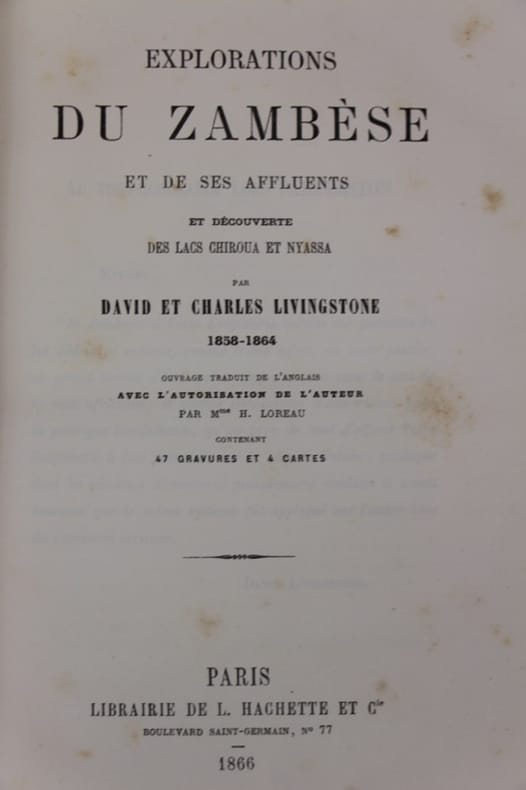 EXPLORATIONS
DU ZAMBÈSE
ET DE SES AFFLUENTS
ET DÉCOUVERTE
DES LACS CHIROUA ET NYASSA
PAR
DAVID ET CHARLES LIVINGSTONE
1858-1864
OUVRAGE TRADUIT DE L'ANGLAIS
AVEC L'AUTORISATION DE L'AUTEUR
PAR Mme H. LOREAU
CONTENANT
47 GRAVURES ET 4 CARTES
PARIS
LIBRAIRIE DE L. HACHETTE ET Cie
BOULEVARD SAINT-GERMAIN, No 77
1866